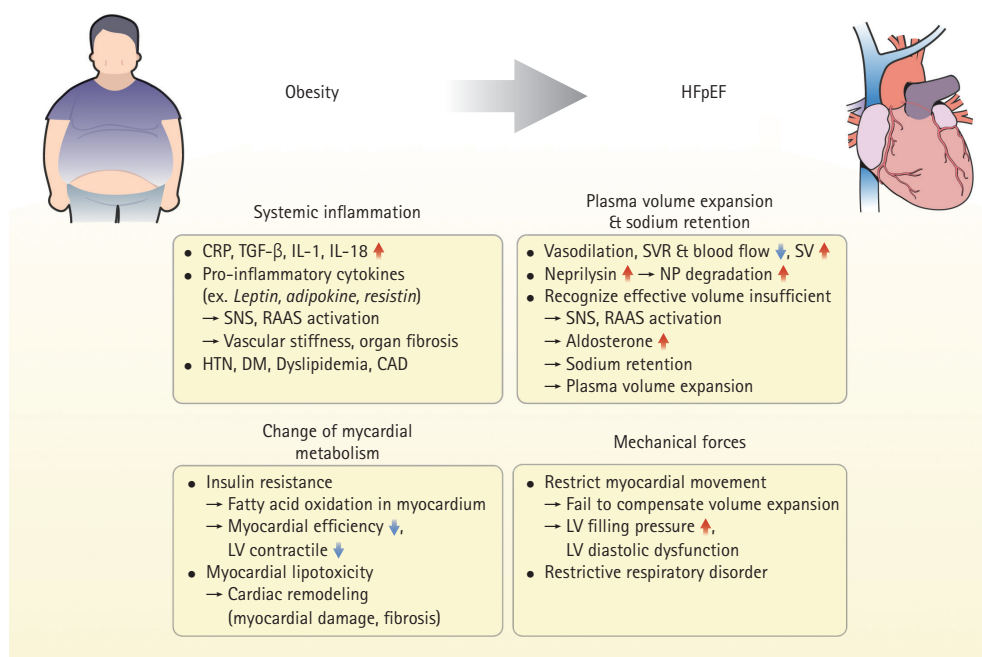 Obesity
HFpEF
Systemic inflammation
• CRP, TGF-β, IL-1, IL-18 ↑
• Pro-inflammatory cytokines
(ex. Leptin, adipokine, resistin)
→ SNS, RAAS activation
→ Vascular stiffness, organ fibrosis
• HTN, DM, Dyslipidemia, CAD
Plasma volume expansion
& sodium retention
• Vasodilation, SVR & blood flow ↓, SV ↑
• Neprilysin ↑ → NP degradation ↑
• Recognize effective volume insufficient
→ SNS, RAAS activation
→ Aldosterone ↑
→ Sodium retention
→ Plasma volume expansion
Change of mycardial
metabolism
• Insulin resistance
→ Fatty acid oxidation in myocardium
→ Myocardial efficiency ↓,
LV contractile ↓
• Myocardial lipotoxicity
→ Cardiac remodeling
(myocardial damage, fibrosis)
Mechanical forces
• Restrict myocardial movement
→ Fail to compensate volume expansion
→ LV filling pressure ↑,
LV diastolic dysfunction
• Restrictive respiratory disorder